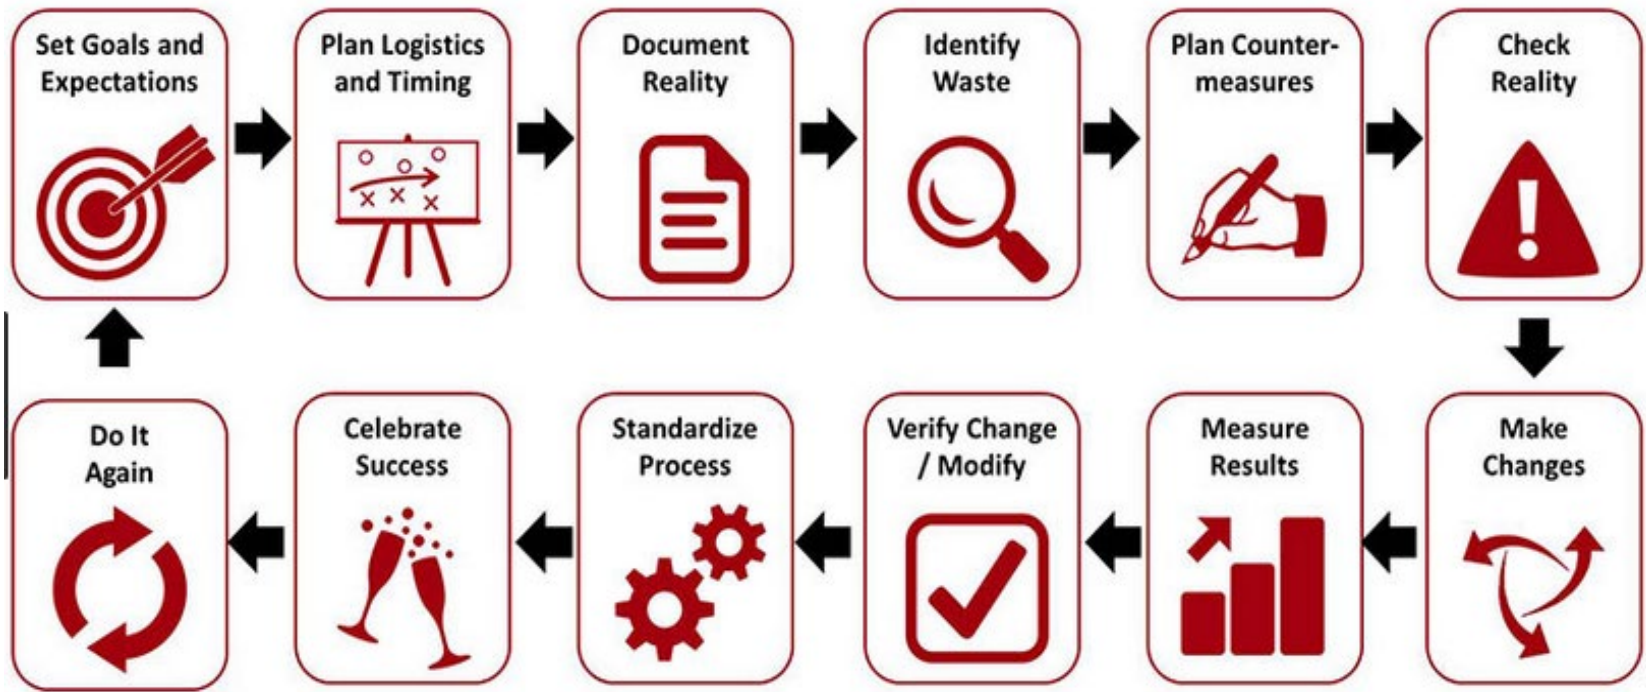 Set Goals and
Expectations
Plan Logistics
and Timing
Document
Reality
Identify
Waste
Plan Counter-
measures
Check
Reality
Make
Changes
Measure
Results
Verify Change
/ Modify
Standardize
Process
Celebrate
Success
Do It
Again